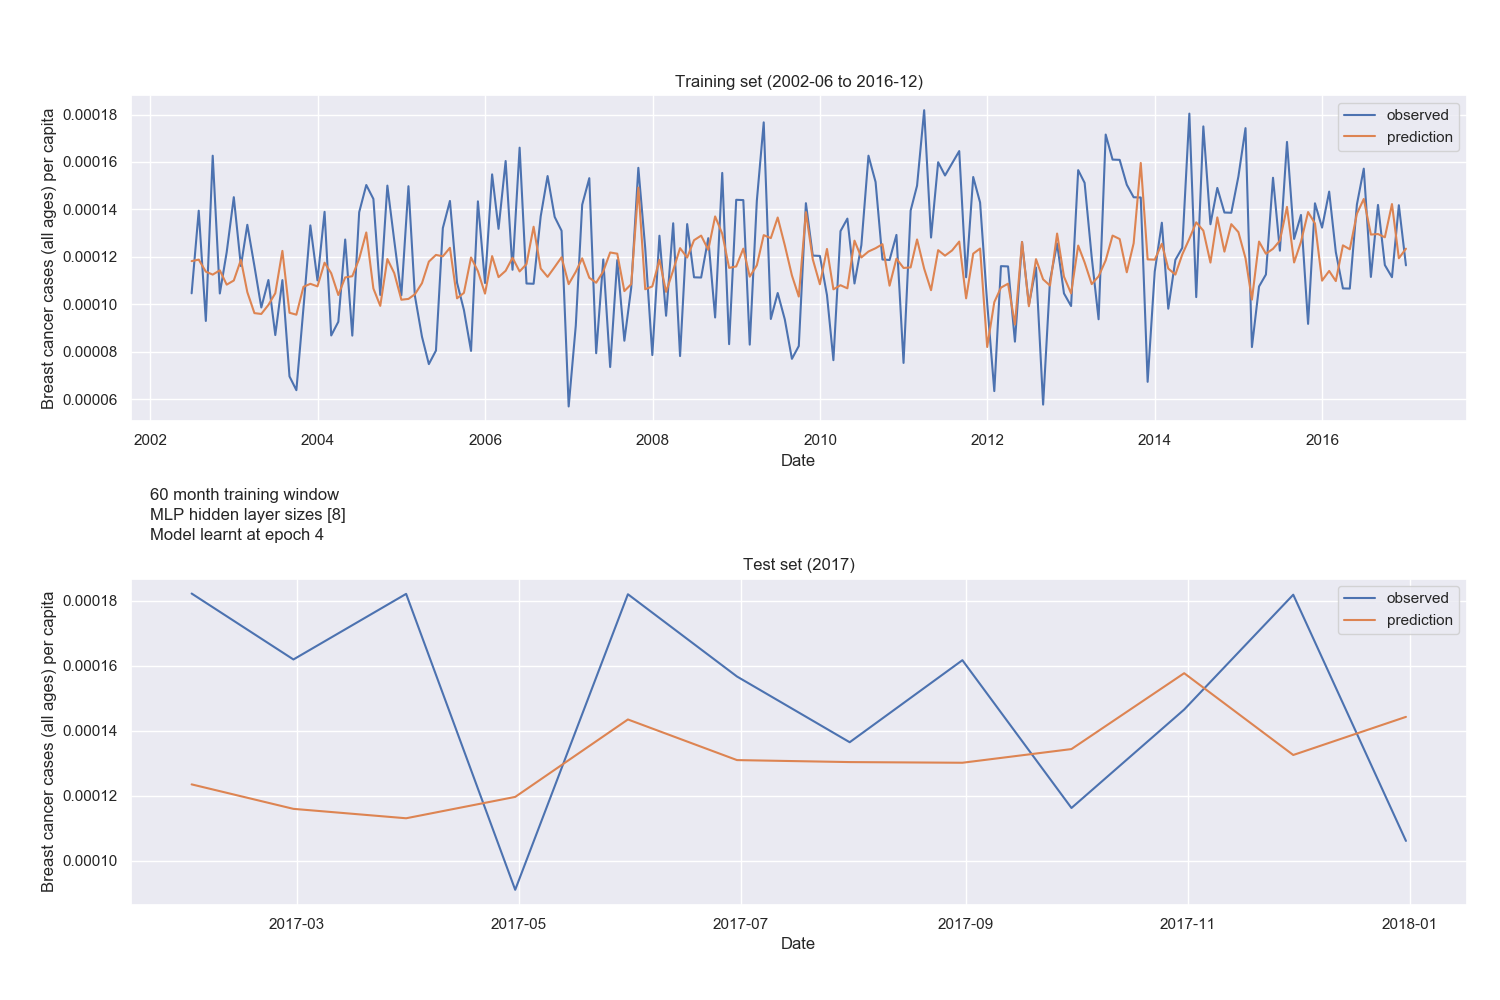 Training set (2002-06 to 2016-12)
Breast cancer cases (all ages) per capita
0.00018
0.00016
0.00014
0.00012
0.00010
0.00008
0.00006
observed
prediction
2002 2004 2006 2008 2010 2012 2014 2016
Date
60 month training window
MLP hidden layer sizes [8]
Model learnt at epoch 4
Test set (2017)
Breast cancer cases (all ages) per capita
0.00018
0.00016
0.00014
0.00012
0.00010
observed
prediction
2017-03 2017-05 2017-07 2017-09 2017-11 2018-01
Date